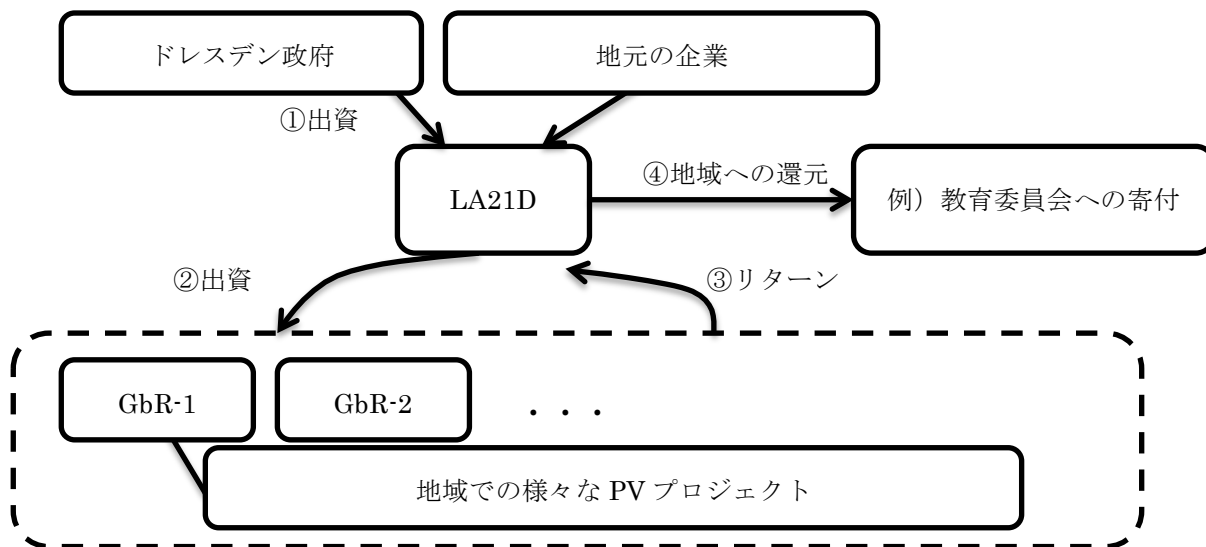 ドレスデン政府
地元の企業
①出資
LA21D
④地域への還元
例）教育委員会への寄付
②出資
③リターン
GbR-1
GbR-2
・・・
地域での様々な PV プロジェクト